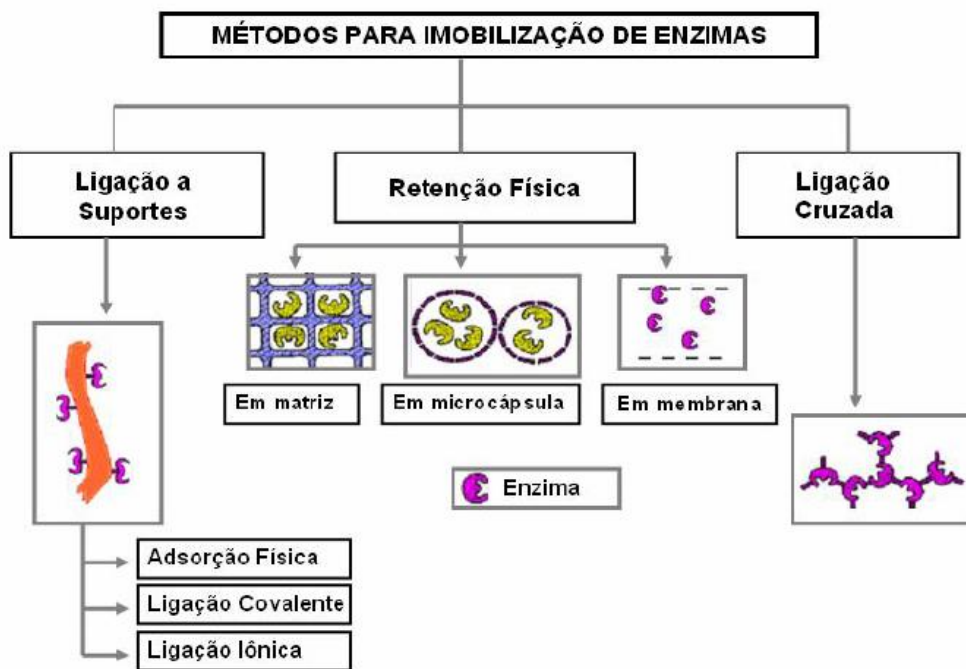 MÉTODOS PARA IMOBILIZAÇÃO DE ENZIMAS
Ligação a
Suportes
Retenção Física
Ligação
Cruzada
Em matriz
Em microcápsula
Em membrana
Enzima
Adsorção Física
Ligação Covalente
Ligação Iônica